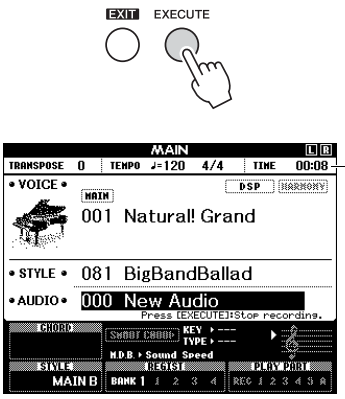 EXIT EXECUTE
MAIN L R
TRANSPOSE 0 TEMPO ♩=120 4/4 TIME 00:08
• VOICE • MAIN DSP HARMONY
001 Natural! Grand
• STYLE • 081 BigBandBallad
• AUDIO • 000 New Audio
Press [EXECUTE]:Stop recording.
CHORD SMART CHORD KEY ---
TYPE ---
M.D.B. Sound Speed
STYLE REGIST PLAY PART
MAIN B BANK 1 1 2 3 4 REG 1 2 3 4 5 A